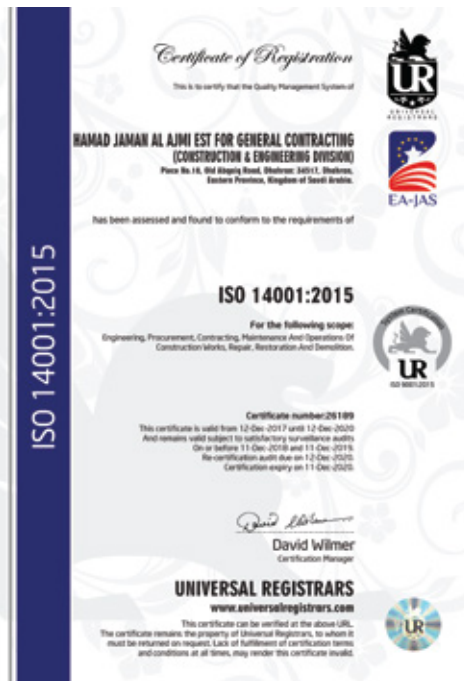 Certificate of Registration
This is to certify that the Quality Management System of
HAMAD JAMAN AL AJMI EST FOR GENERAL CONTRACTING
(CONSTRUCTION & ENGINEERING DIVISION)
Piece No.10, Old Abqaiq Road, Dhahran: 34517, Dhahran,
Eastern Province, Kingdom of Saudi Arabia.
has been assessed and found to conform to the requirements of
ISO 14001:2015
For the following scope:
Engineering, Procurement, Contracting, Maintenance And Operations Of
Construction Works, Repair, Restoration And Demolition.
Certificate number:26189
This certificate is valid from 12-Dec-2017 until 12-Dec-2020
And remains valid subject to satisfactory surveillance audits
On or before 11-Dec-2018 and 11-Dec-2019.
Re-certification audit due on 12-Dec-2020.
Certification expiry on 11-Dec-2020.
David Wilmer
Certification Manager
UNIVERSAL REGISTRARS
www.universalregistrars.com
This certificate can be verified at the above URL.
The certificate remains the property of Universal Registrars, to whom it
must be returned on request. Lack of fulfillment of certification terms
and conditions at all times, may render this certificate invalid.
ISO 14001:2015
UR
UNIVERSAL
REGISTRARS
EA-JAS
System Certification
UR
ISO 9001:2015
UR